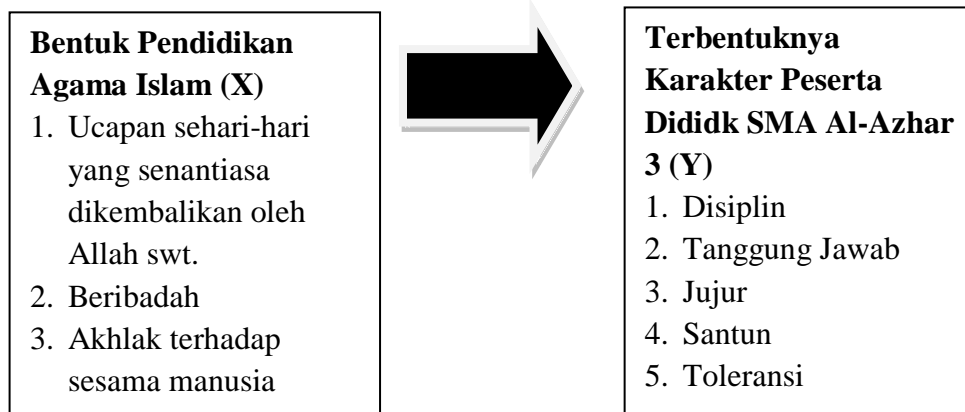 Bentuk Pendidikan
Agama Islam (X)
1. Ucapan sehari-hari
yang senantiasa
dikembalikan oleh
Allah swt.
2. Beribadah
3. Akhlak terhadap
sesama manusia
Terbentuknya
Karakter Peserta
Dididk SMA Al-Azhar
3 (Y)
1. Disiplin
2. Tanggung Jawab
3. Jujur
4. Santun
5. Toleransi